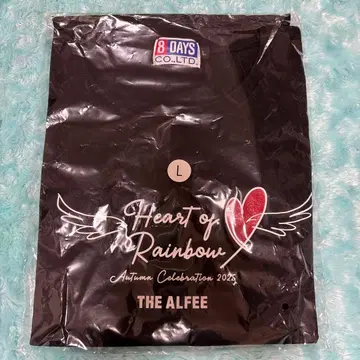 8 DAYS
CO.,LTD.
L
Heart of
Rainbow
Autumn Celebration 2025
THE ALFEE